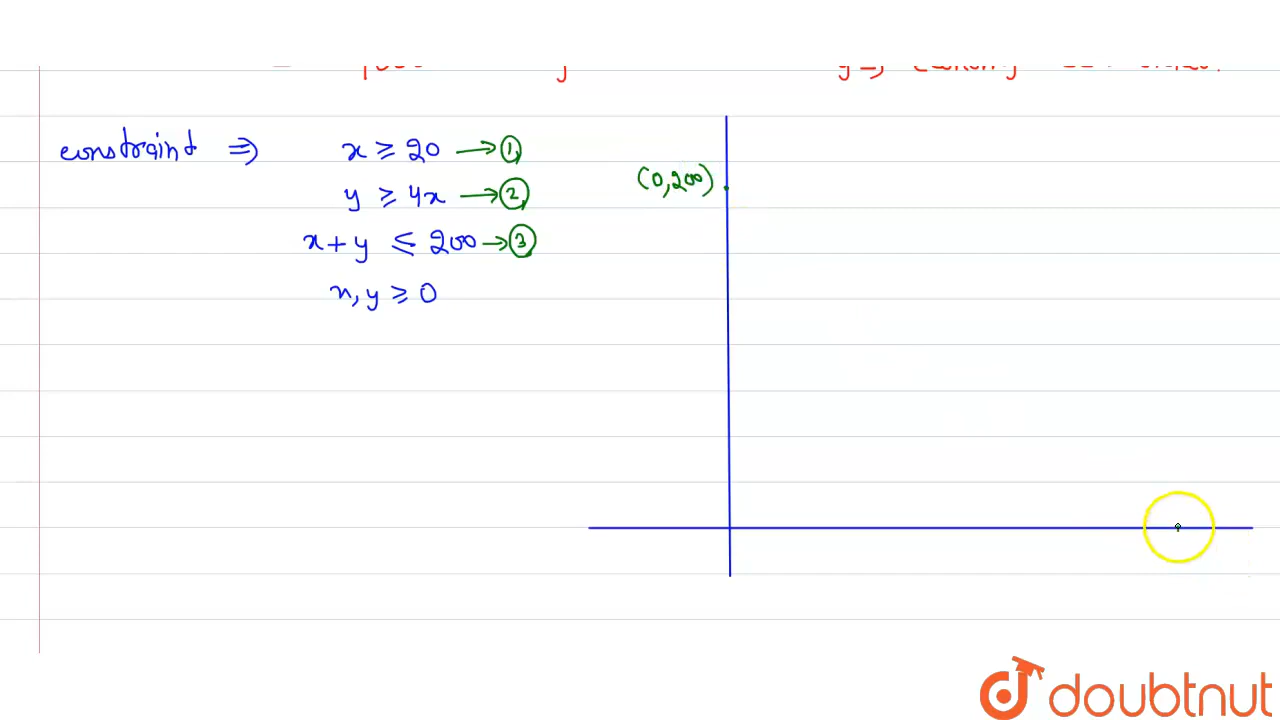 constraint ⇒ x ≥ 20 → ①
(0,200)
y ≥ 4x → ②
x + y ≤ 200 → ③
x, y ≥ 0
doubtnut